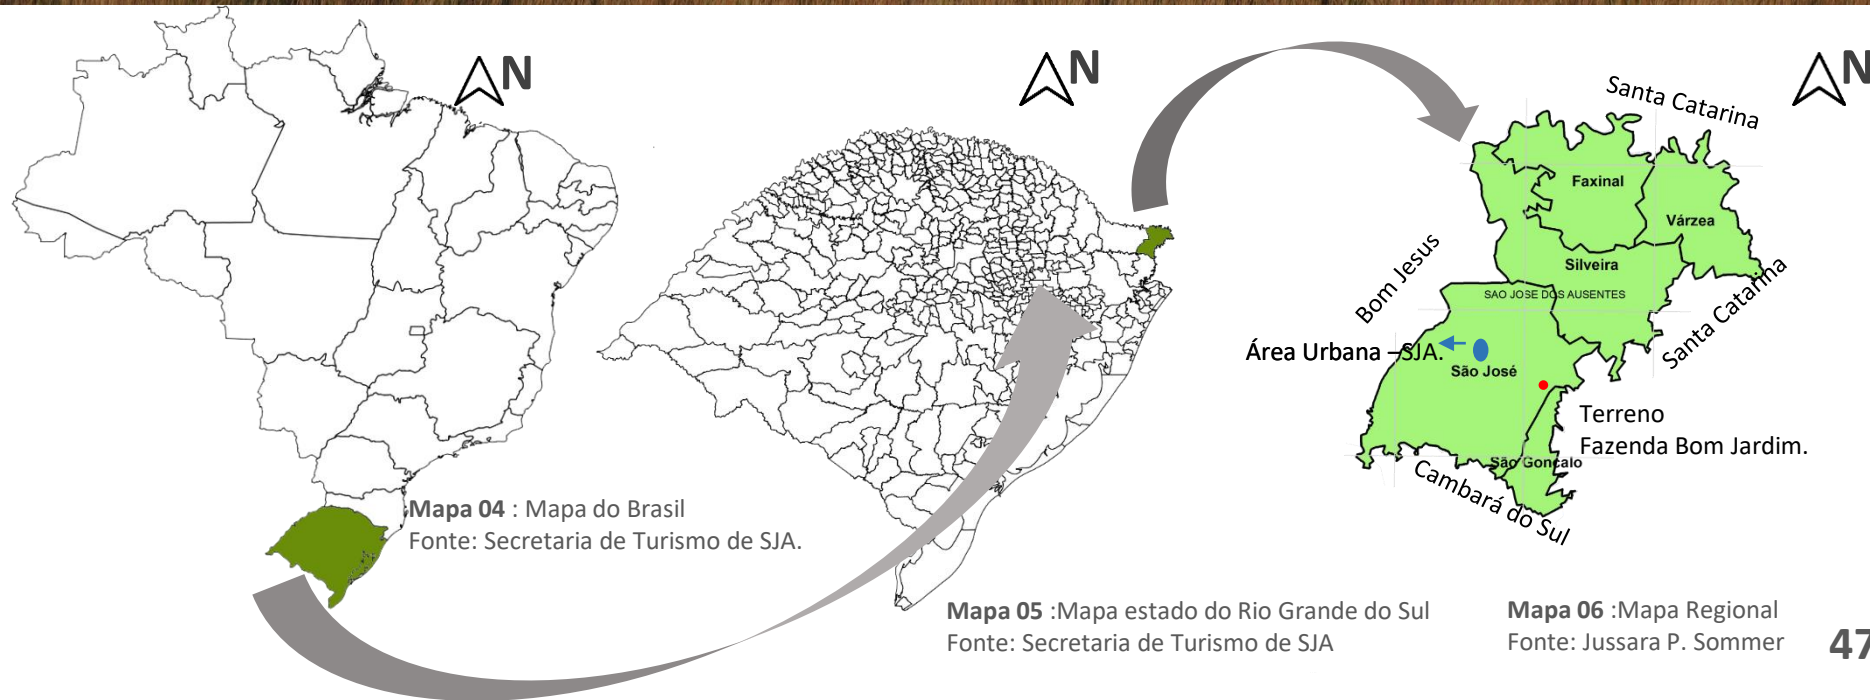 N
N
N
Mapa 04 : Mapa do Brasil
Fonte: Secretaria de Turismo de SJA.
Mapa 05 :Mapa estado do Rio Grande do Sul
Fonte: Secretaria de Turismo de SJA
Santa Catarina
Faxinal
Várzea
Bom Jesus
Silveira
SAO JOSE DOS AUSENTES
Santa Catarina
Área Urbana –SJA.
São José
Terreno
Fazenda Bom Jardim.
São Gonçalo
Cambará do Sul
Mapa 06 :Mapa Regional
Fonte: Jussara P. Sommer
47